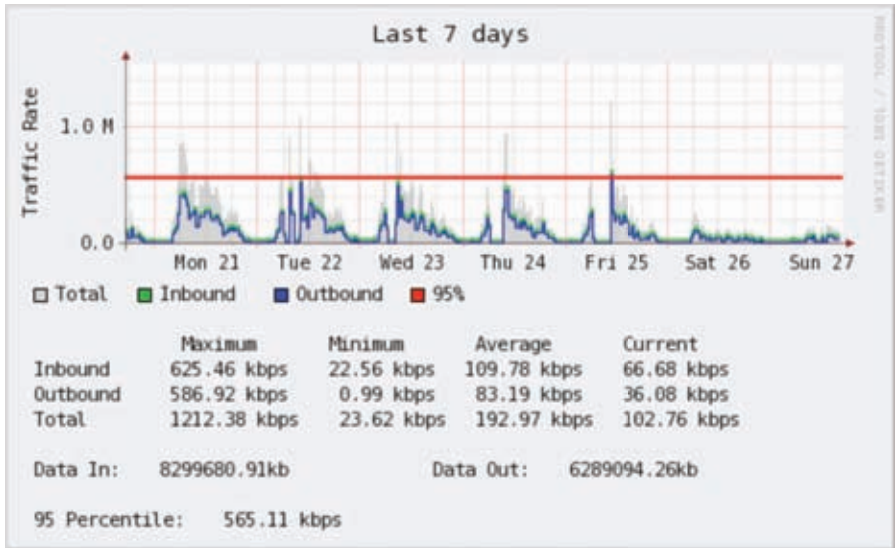 Last 7 days
RRDTOOL / TOBI OETIKER
Traffic Rate
1.0 M
0.0
Mon 21 Tue 22 Wed 23 Thu 24 Fri 25 Sat 26 Sun 27
Total Inbound Outbound 95%
Maximum Minimum Average Current
Inbound 625.46 kbps 22.56 kbps 109.78 kbps 66.68 kbps
Outbound 586.92 kbps 0.99 kbps 83.19 kbps 36.08 kbps
Total 1212.38 kbps 23.62 kbps 192.97 kbps 102.76 kbps
Data In: 8299680.91kb Data Out: 6289094.26kb
95 Percentile: 565.11 kbps